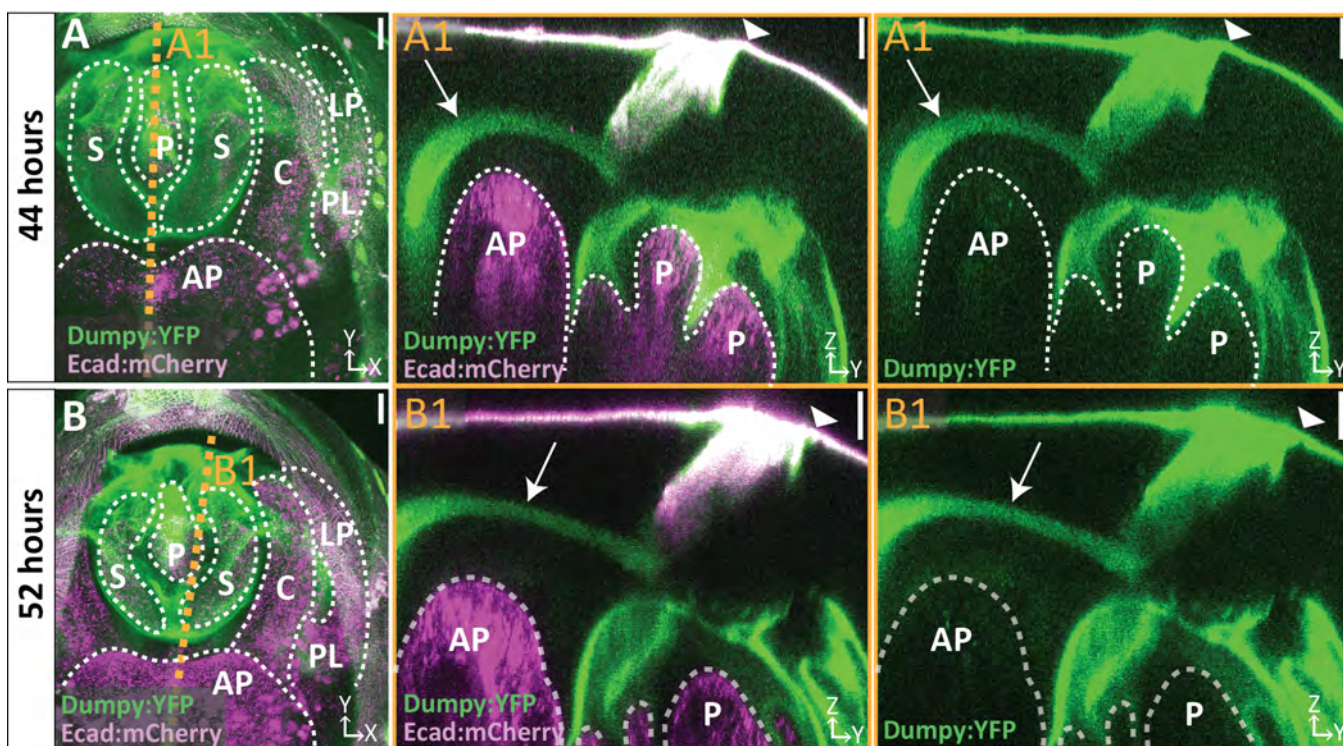 44 hours
A
A1
LP
S
P
S
C
PL
AP
Dumpy:YFP
Ecad:mCherry
Y
X
A1
AP
P
P
Dumpy:YFP
Ecad:mCherry
Z
Y
A1
AP
P
P
Dumpy:YFP
Z
Y
52 hours
B
B1
LP
P
S
S
C
PL
AP
Dumpy:YFP
Ecad:mCherry
Y
X
B1
AP
P
Dumpy:YFP
Ecad:mCherry
Z
Y
B1
AP
P
Dumpy:YFP
Z
Y